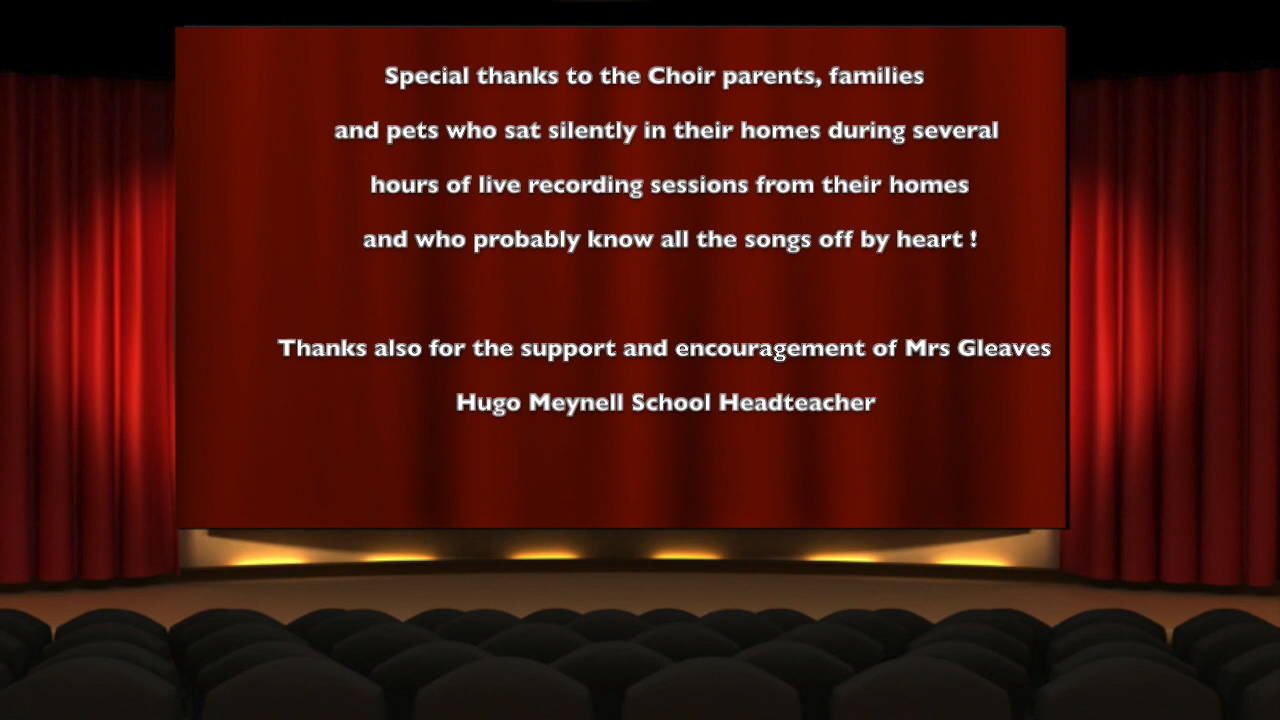 Special thanks to the Choir parents, families
and pets who sat silently in their homes during several
hours of live recording sessions from their homes
and who probably know all the songs off by heart !
Thanks also for the support and encouragement of Mrs Gleaves
Hugo Meynell School Headteacher